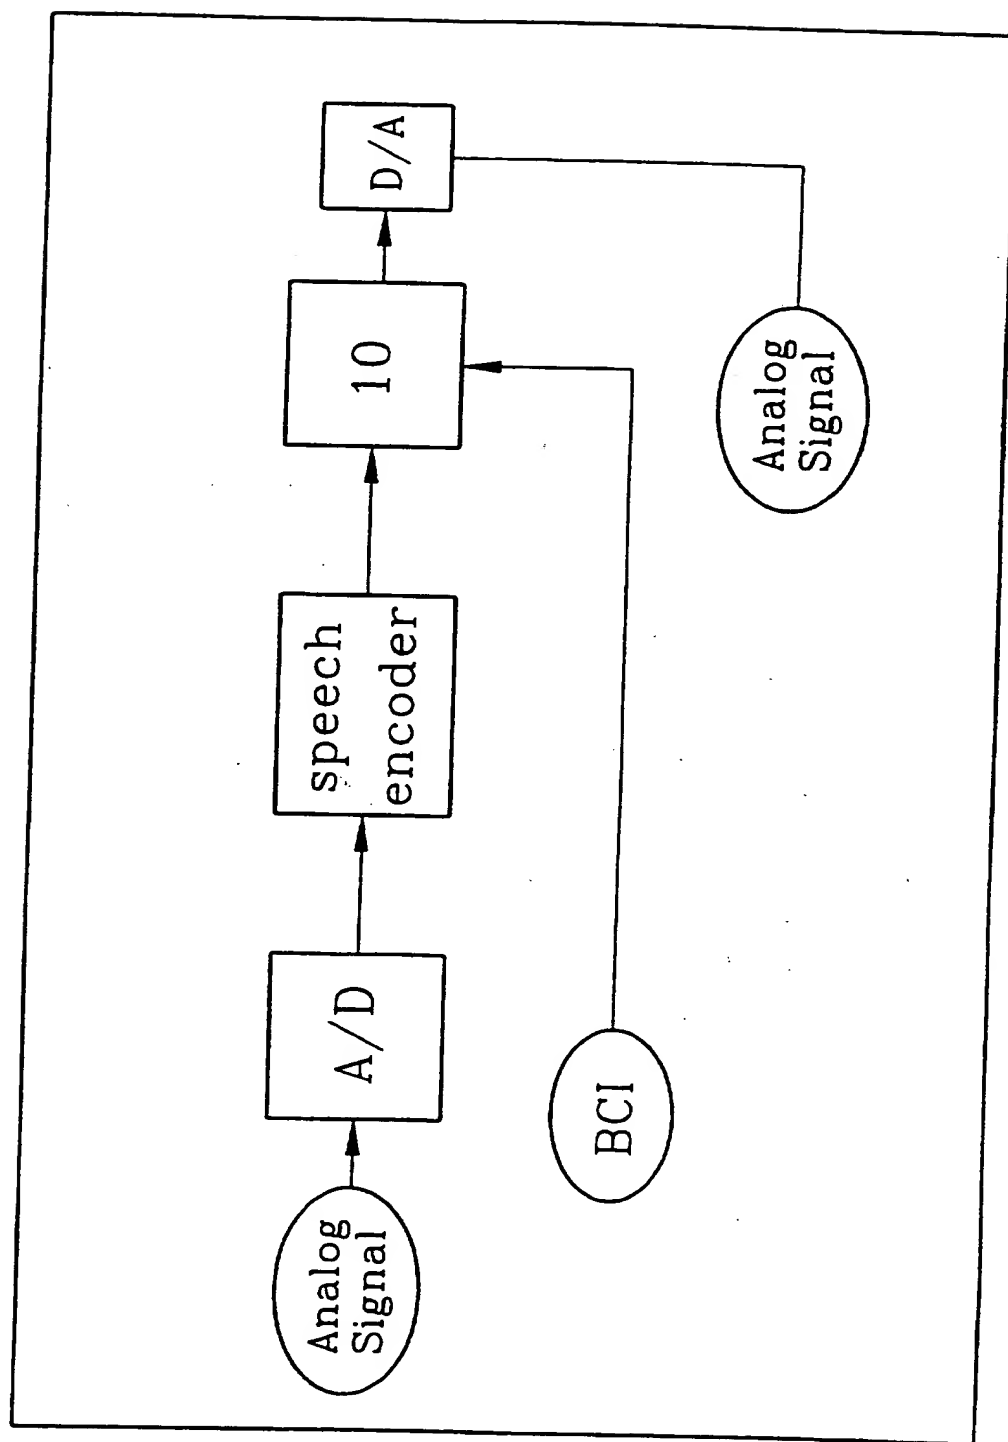 Analog
Signal
A/D
speech
encoder
10
D/A
BCI
Analog
Signal